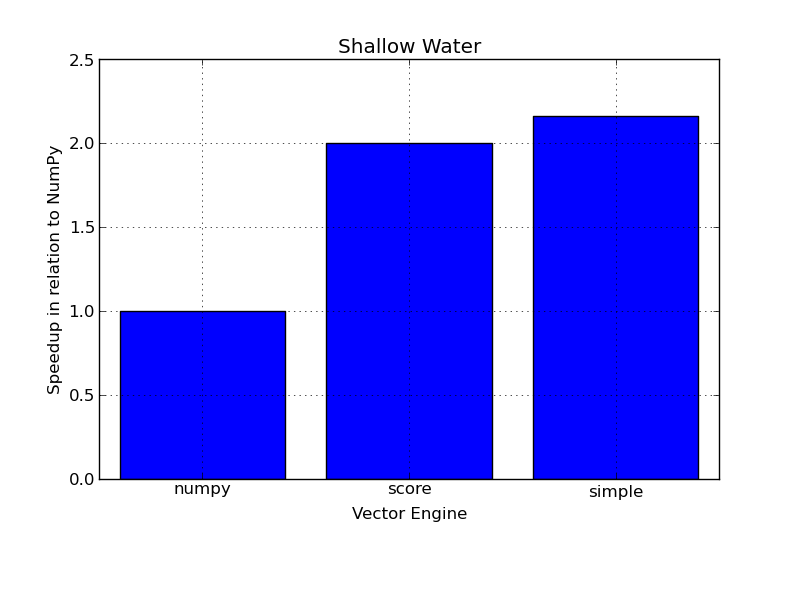 Shallow Water
Speedup in relation to NumPy
2.5
2.0
1.5
1.0
0.5
0.0
numpy score simple
Vector Engine